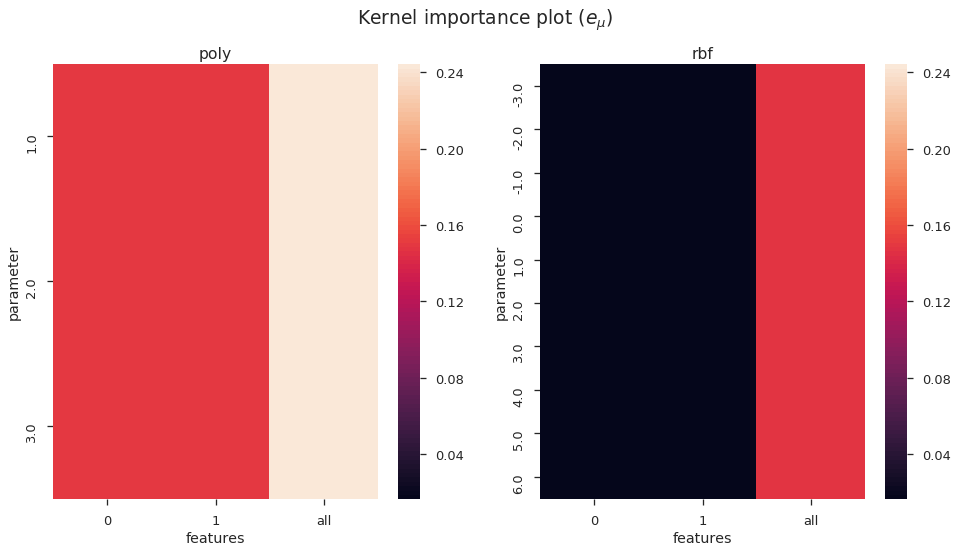 Kernel importance plot (eμ)
poly
parameter
1.0
2.0
3.0
0 1 all
features
0.24
0.20
0.16
0.12
0.08
0.04
rbf
parameter
-3.0
-2.0
-1.0
0.0
1.0
2.0
3.0
4.0
5.0
6.0
0 1 all
features
0.24
0.20
0.16
0.12
0.08
0.04